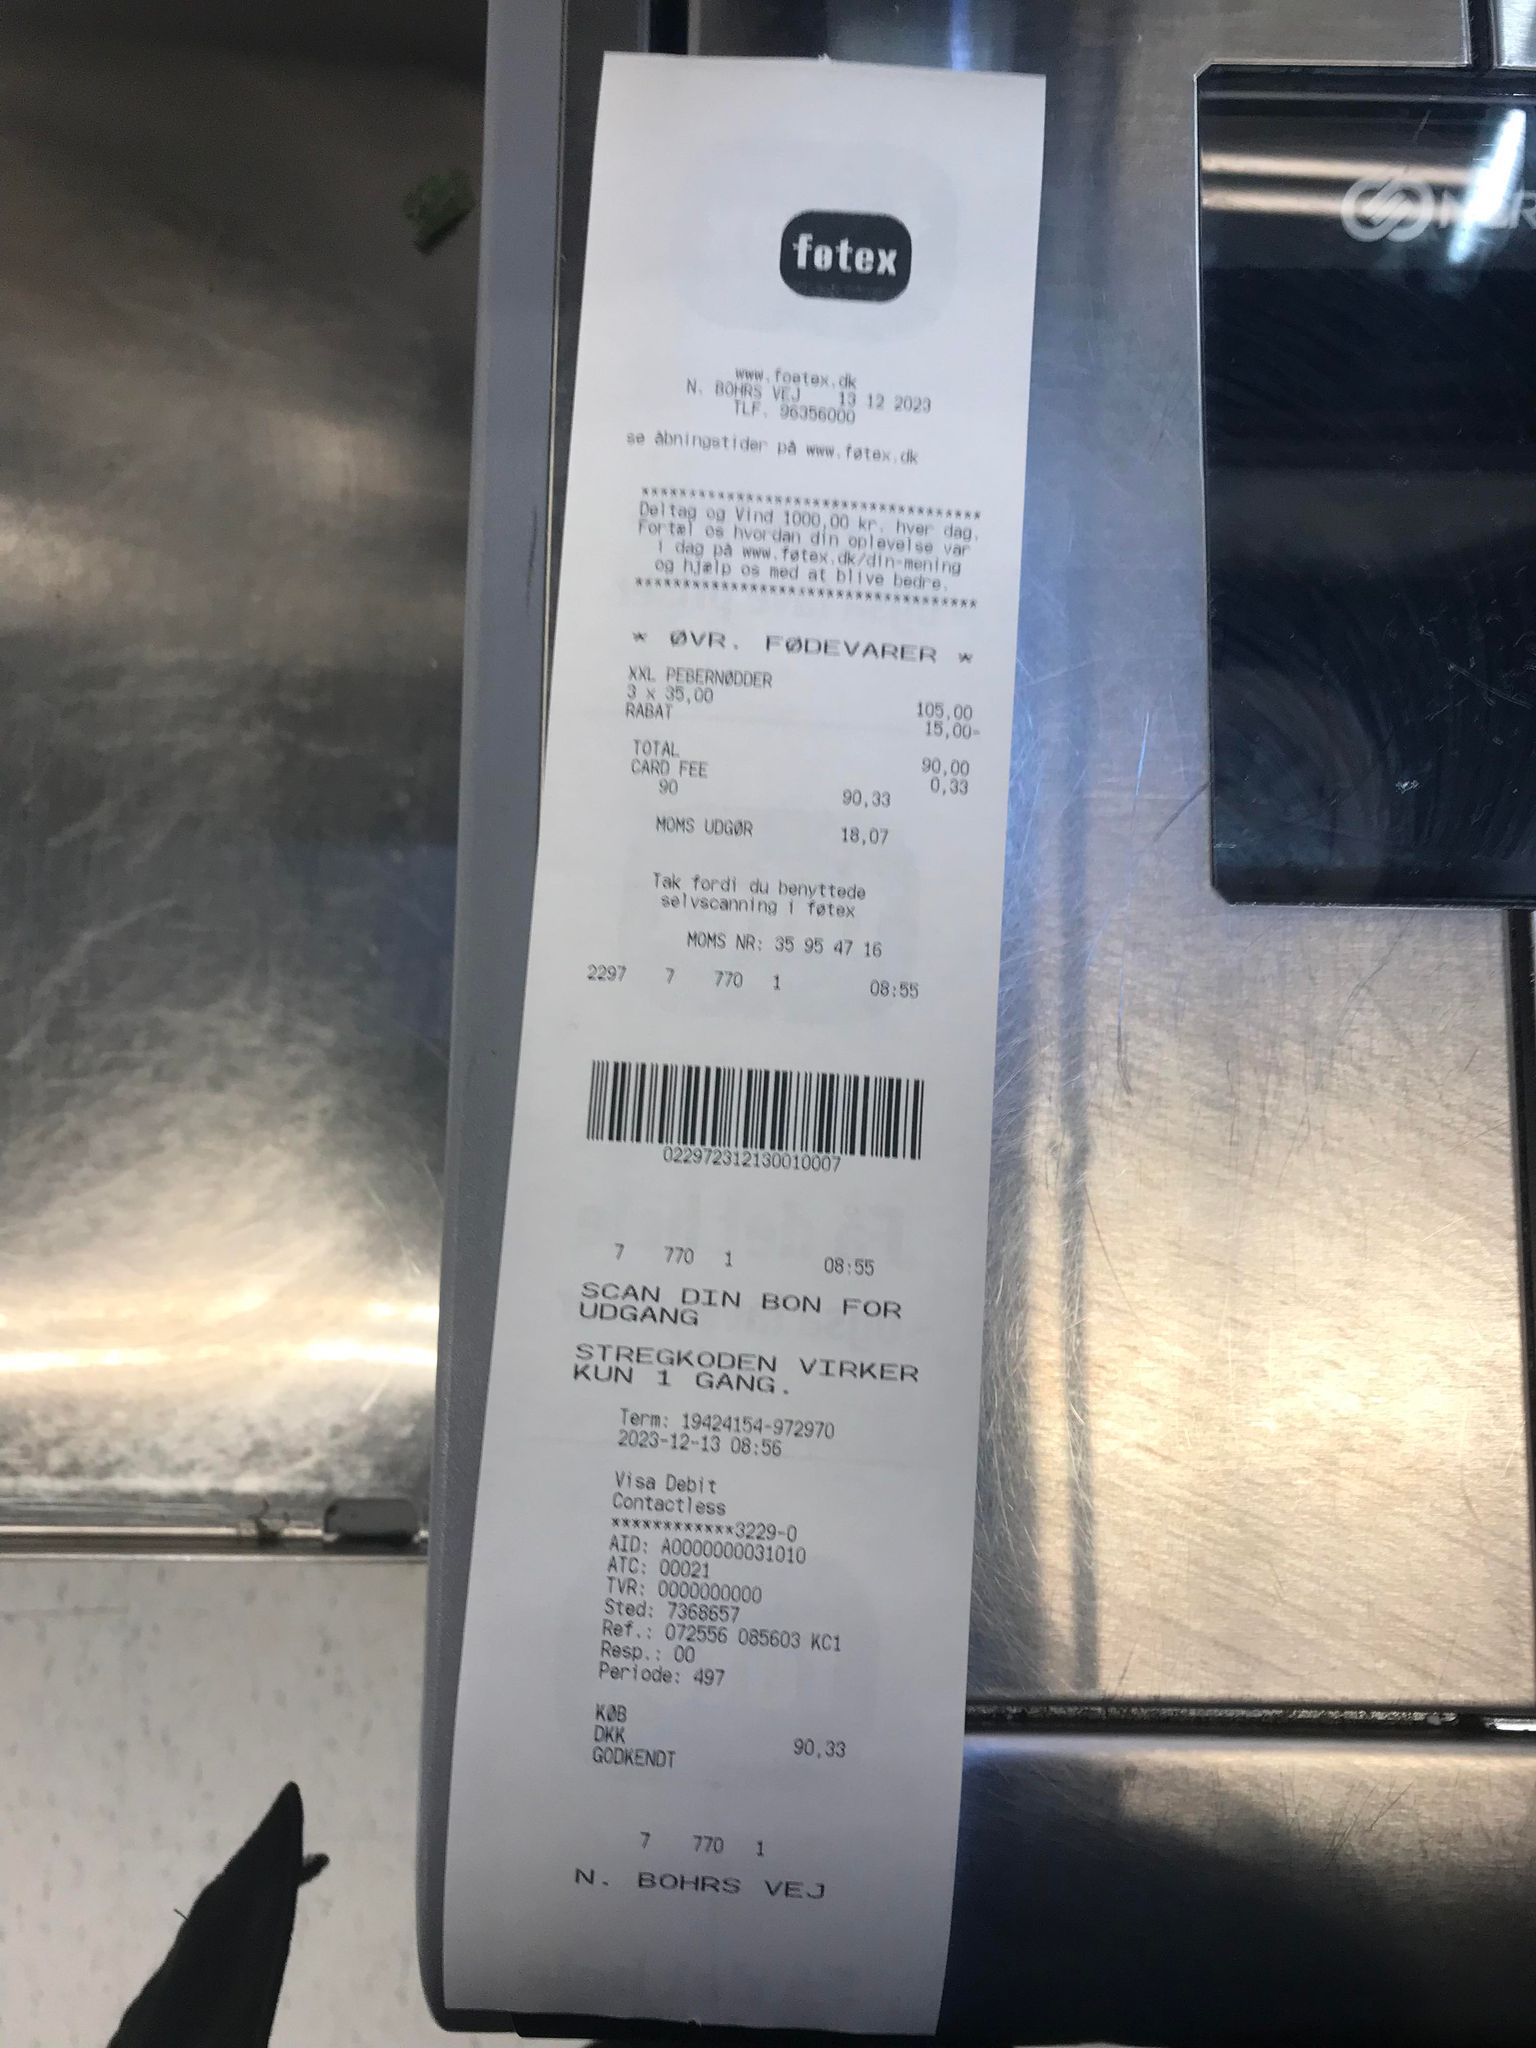 føtex
www.foetex.dk
N. BOHRS VEJ 13 12 2023
TLF. 96356000
se åbningstider på www.føtex.dk
***********************************
Deltag og Vind 1000,00 kr. hver dag.
Fortæl os hvordan din oplevelse var
i dag på www.føtex.dk/din-mening
og hjælp os med at blive bedre.
************************************
* ØVR. FØDEVARER *
XXL PEBERNØDDER
3 x 35,00 105,00
RABAT 15,00-
TOTAL 90,00
CARD FEE 0,33
90 90,33
MOMS UDGØR 18,07
Tak fordi du benyttede
selvscanning i føtex
MOMS NR: 35 95 47 16
2297 7 770 1 08:55
022972312130010007
7 770 1 08:55
SCAN DIN BON FOR
UDGANG
STREGKODEN VIRKER
KUN 1 GANG.
Term: 19424154-972970
2023-12-13 08:56
Visa Debit
Contactless
************3229-0
AID: A0000000031010
ATC: 00021
TVR: 0000000000
Sted: 7368657
Ref.: 072556 085603 KC1
Resp.: 00
Periode: 497
KØB
DKK 90,33
GODKENDT
7 770 1
N. BOHRS VEJ